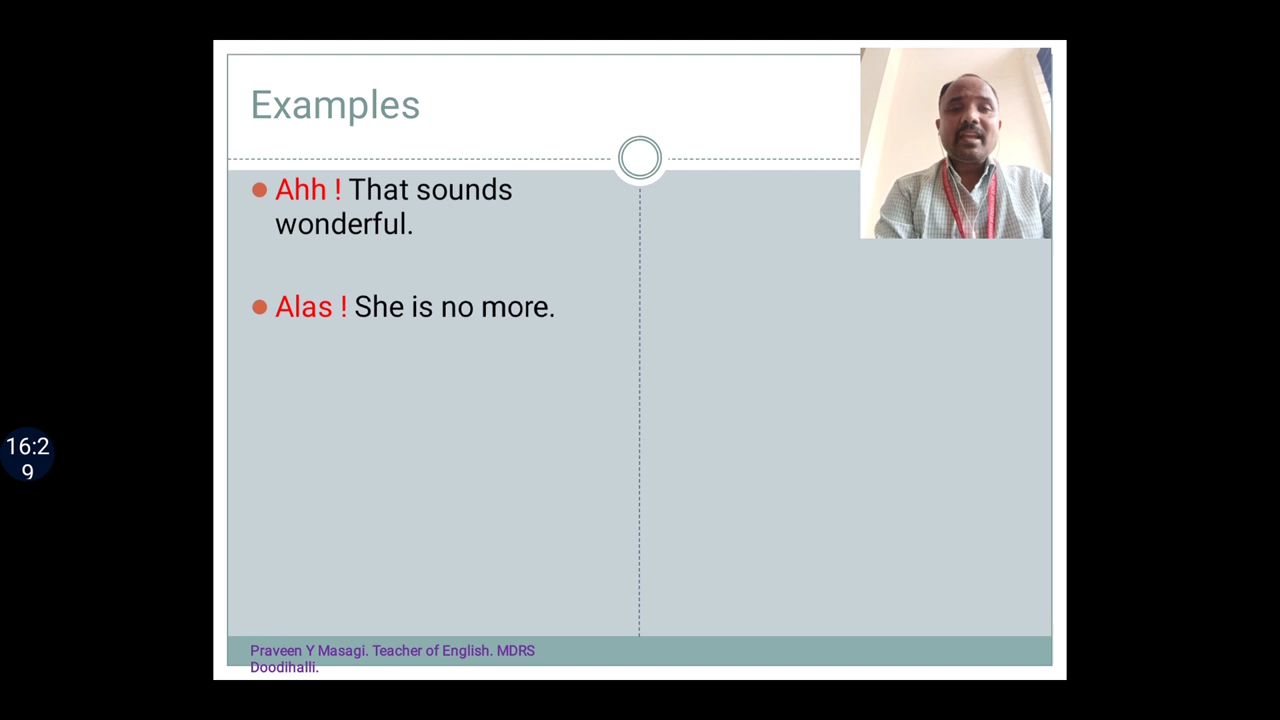 Examples
Ahh ! That sounds
wonderful.
Alas ! She is no more.
16:2
9
Praveen Y Masagi. Teacher of English. MDRS
Doodihalli.